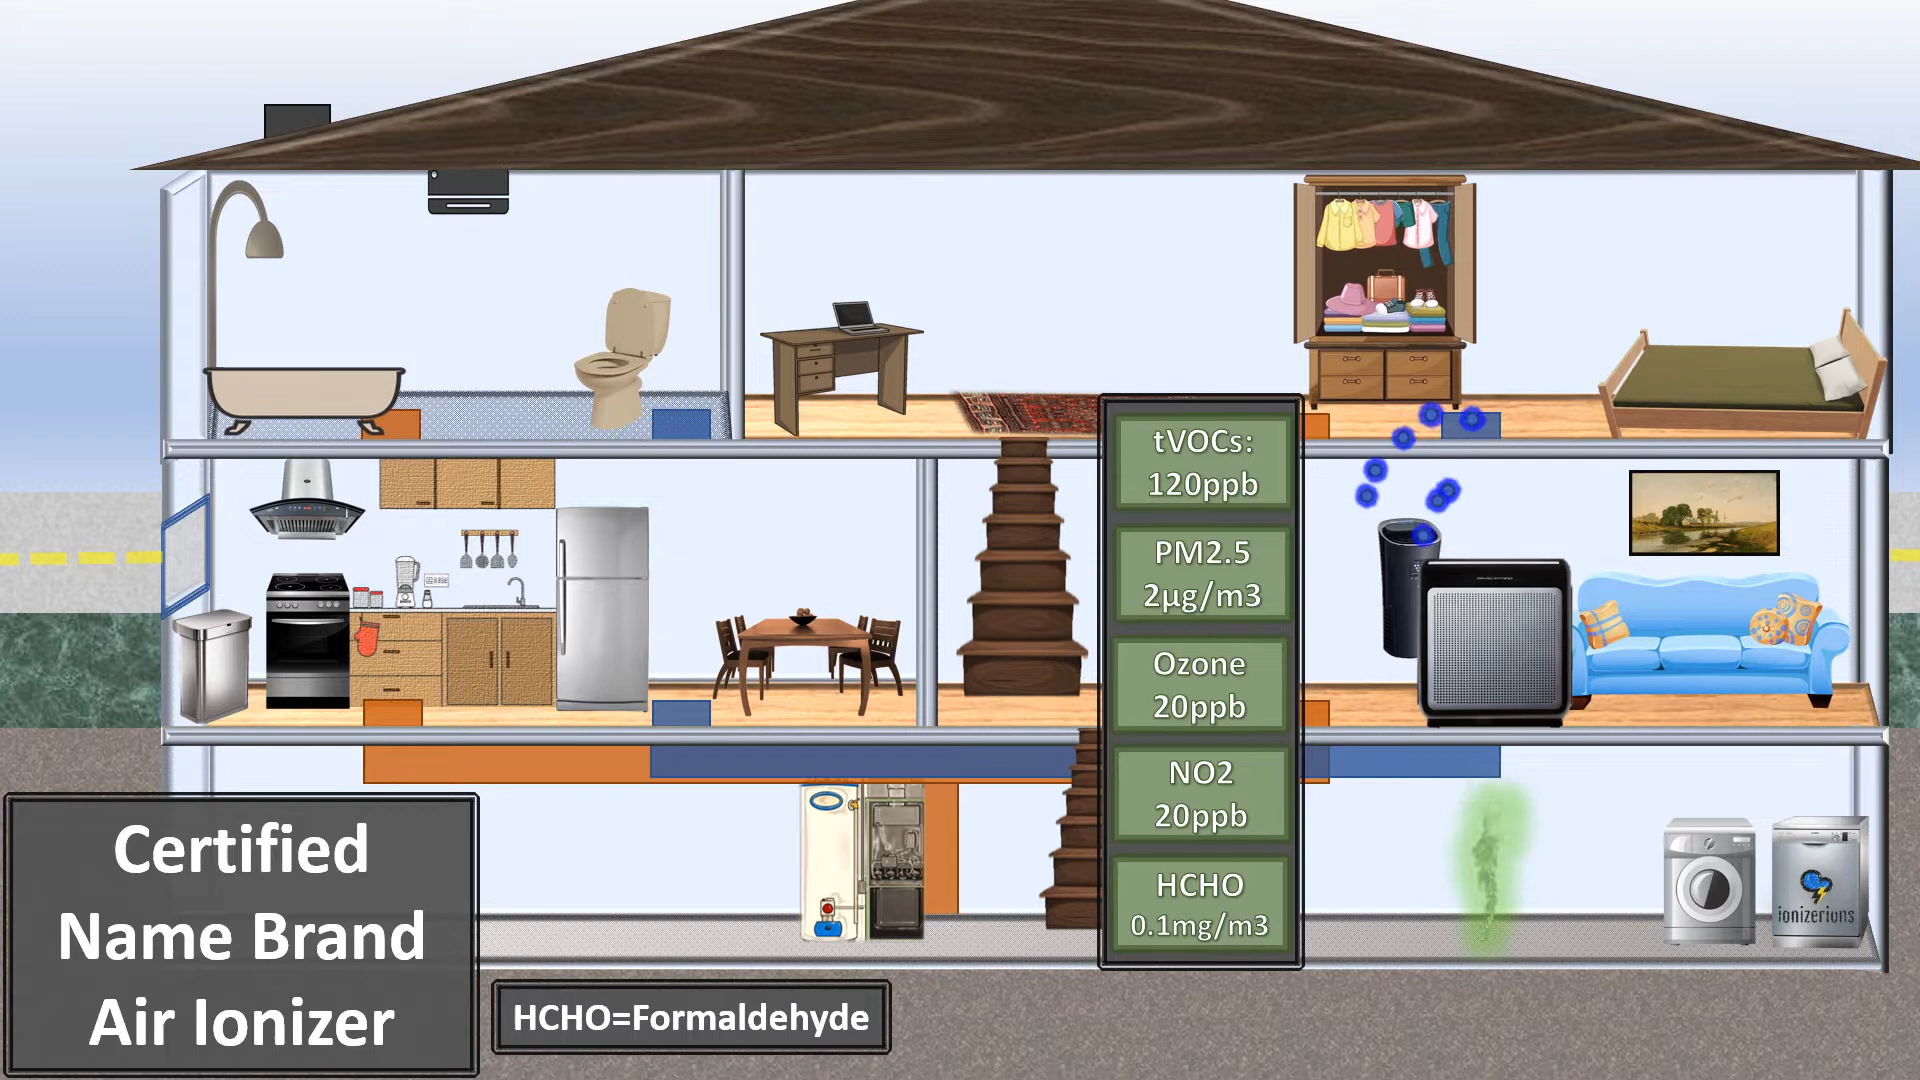 tVOCs:
120ppb
PM2.5
2µg/m3
Ozone
20ppb
NO2
20ppb
HCHO
0.1mg/m3
ionizerions
Certified
Name Brand
Air Ionizer
HCHO=Formaldehyde